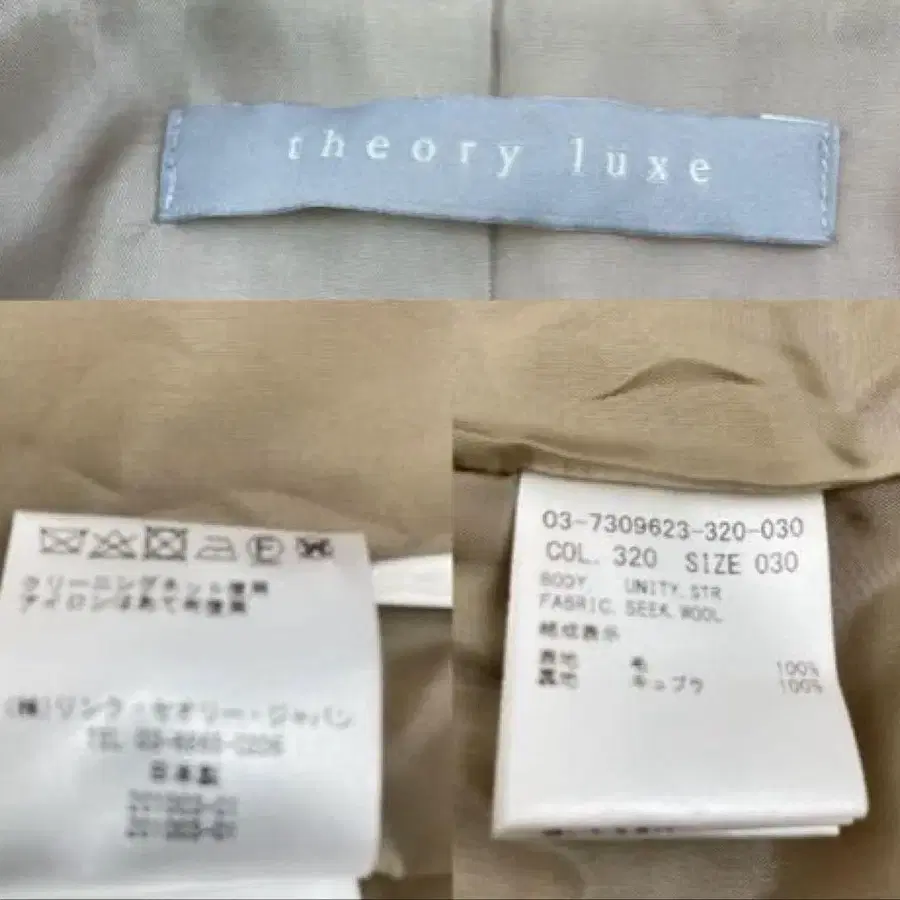 theory luxe
クリーニングネット使用
アイロンはあて布使用
(株)リンク・セオリー・ジャパン
TEL
日本製
03-7309623-320-030
COL. 320 SIZE 030
BODY. UNITY.STR
FABRIC. SEEK.WOOL
組成表示
表地 毛 100%
裏地 キュプラ 100%